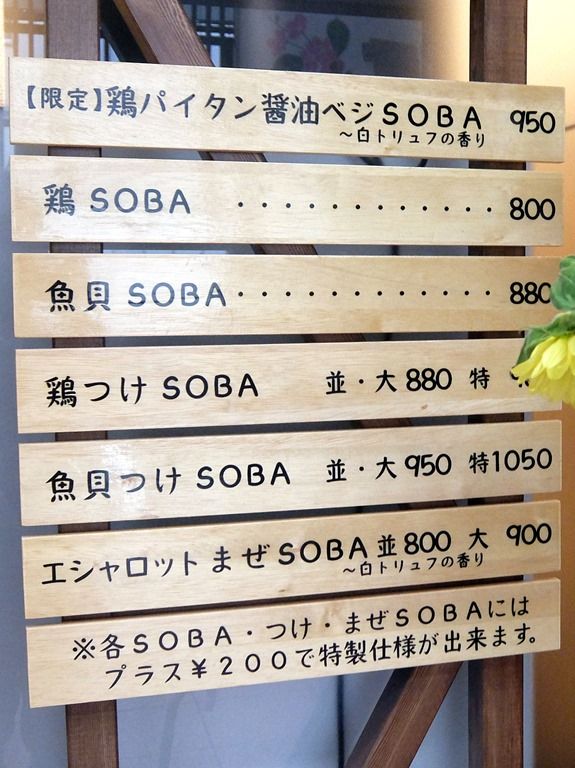 【限定】鶏パイタン醤油ベジSOBA 950
～白トリュフの香り
鶏 SOBA ・・・・・・・・・・・・ 800
魚貝 SOBA・・・・・・・・・・・・ 880
鶏つけ SOBA 並・大 880 特
魚貝つけ SOBA 並・大 950 特1050
エシャロットまぜSOBA 並800 大 900
～白トリュフの香り
※各SOBA・つけ・まぜSOBAには
プラス￥200で特製仕様が出来ます。